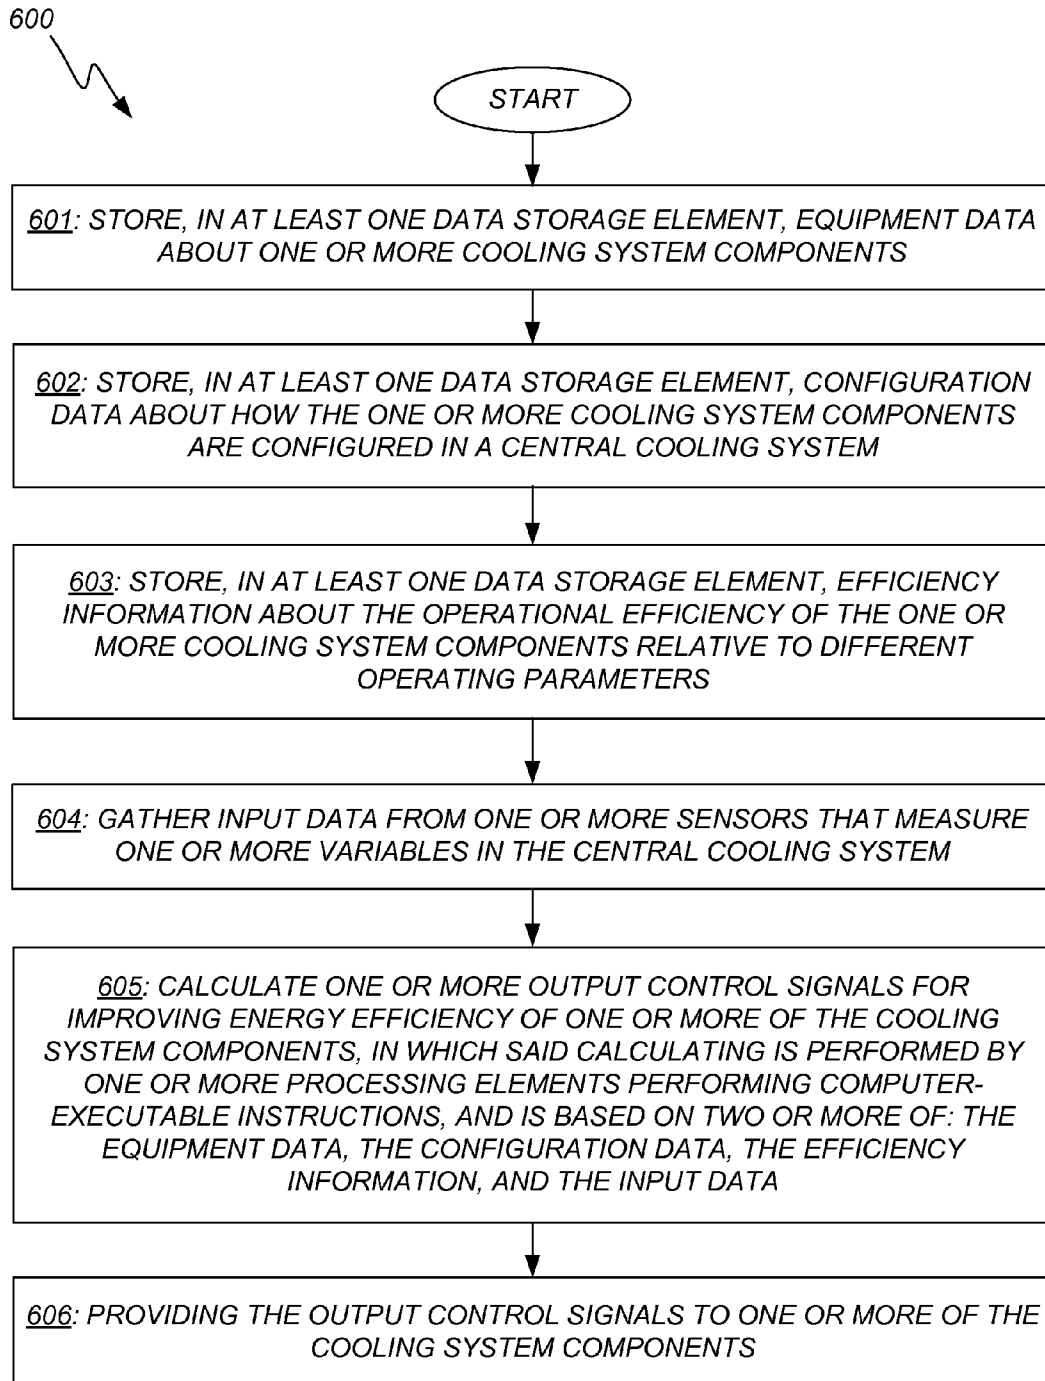 600
START
601: STORE, IN AT LEAST ONE DATA STORAGE ELEMENT, EQUIPMENT DATA
ABOUT ONE OR MORE COOLING SYSTEM COMPONENTS
602: STORE, IN AT LEAST ONE DATA STORAGE ELEMENT, CONFIGURATION
DATA ABOUT HOW THE ONE OR MORE COOLING SYSTEM COMPONENTS
ARE CONFIGURED IN A CENTRAL COOLING SYSTEM
603: STORE, IN AT LEAST ONE DATA STORAGE ELEMENT, EFFICIENCY
INFORMATION ABOUT THE OPERATIONAL EFFICIENCY OF THE ONE OR
MORE COOLING SYSTEM COMPONENTS RELATIVE TO DIFFERENT
OPERATING PARAMETERS
604: GATHER INPUT DATA FROM ONE OR MORE SENSORS THAT MEASURE
ONE OR MORE VARIABLES IN THE CENTRAL COOLING SYSTEM
605: CALCULATE ONE OR MORE OUTPUT CONTROL SIGNALS FOR
IMPROVING ENERGY EFFICIENCY OF ONE OR MORE OF THE COOLING
SYSTEM COMPONENTS, IN WHICH SAID CALCULATING IS PERFORMED BY
ONE OR MORE PROCESSING ELEMENTS PERFORMING COMPUTER-
EXECUTABLE INSTRUCTIONS, AND IS BASED ON TWO OR MORE OF: THE
EQUIPMENT DATA, THE CONFIGURATION DATA, THE EFFICIENCY
INFORMATION, AND THE INPUT DATA
606: PROVIDING THE OUTPUT CONTROL SIGNALS TO ONE OR MORE OF THE
COOLING SYSTEM COMPONENTS